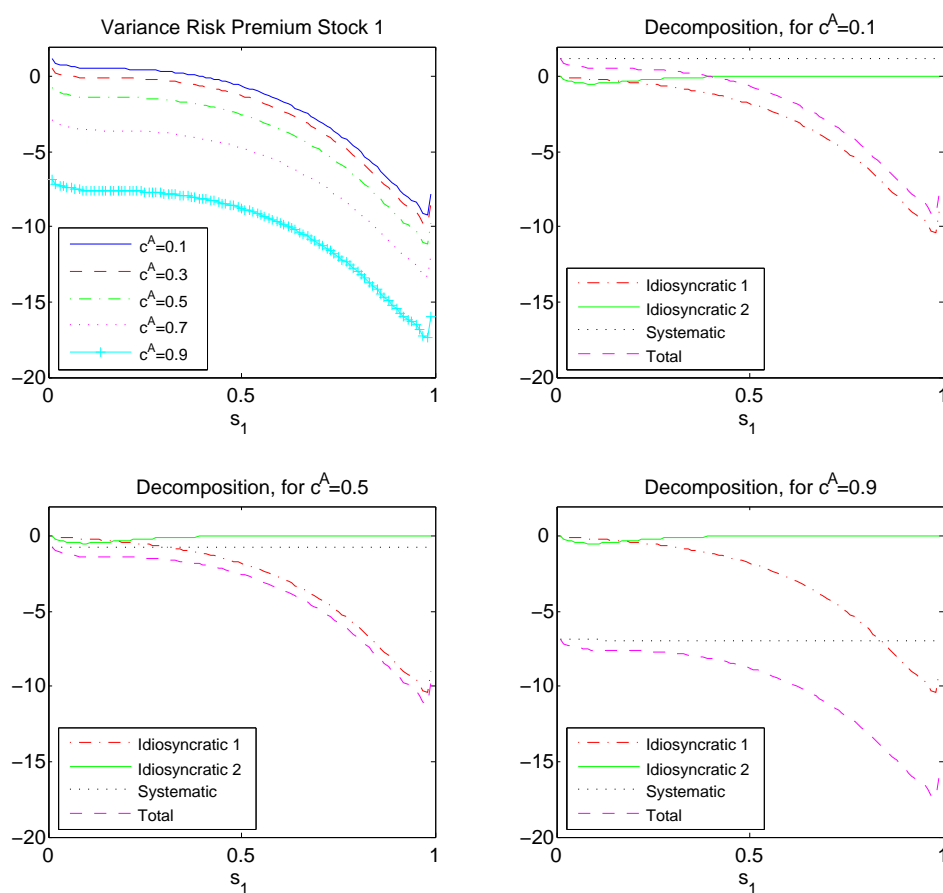 Variance Risk Premium Stock 1
0
−5
−10
−15
−20
c^A=0.1
c^A=0.3
c^A=0.5
c^A=0.7
c^A=0.9
0
0.5
1
s_1
Decomposition, for c^A=0.1
0
−5
−10
−15
−20
Idiosyncratic 1
Idiosyncratic 2
Systematic
Total
0
0.5
1
s_1
Decomposition, for c^A=0.5
0
−5
−10
−15
−20
Idiosyncratic 1
Idiosyncratic 2
Systematic
Total
0
0.5
1
s_1
Decomposition, for c^A=0.9
0
−5
−10
−15
−20
Idiosyncratic 1
Idiosyncratic 2
Systematic
Total
0
0.5
1
s_1